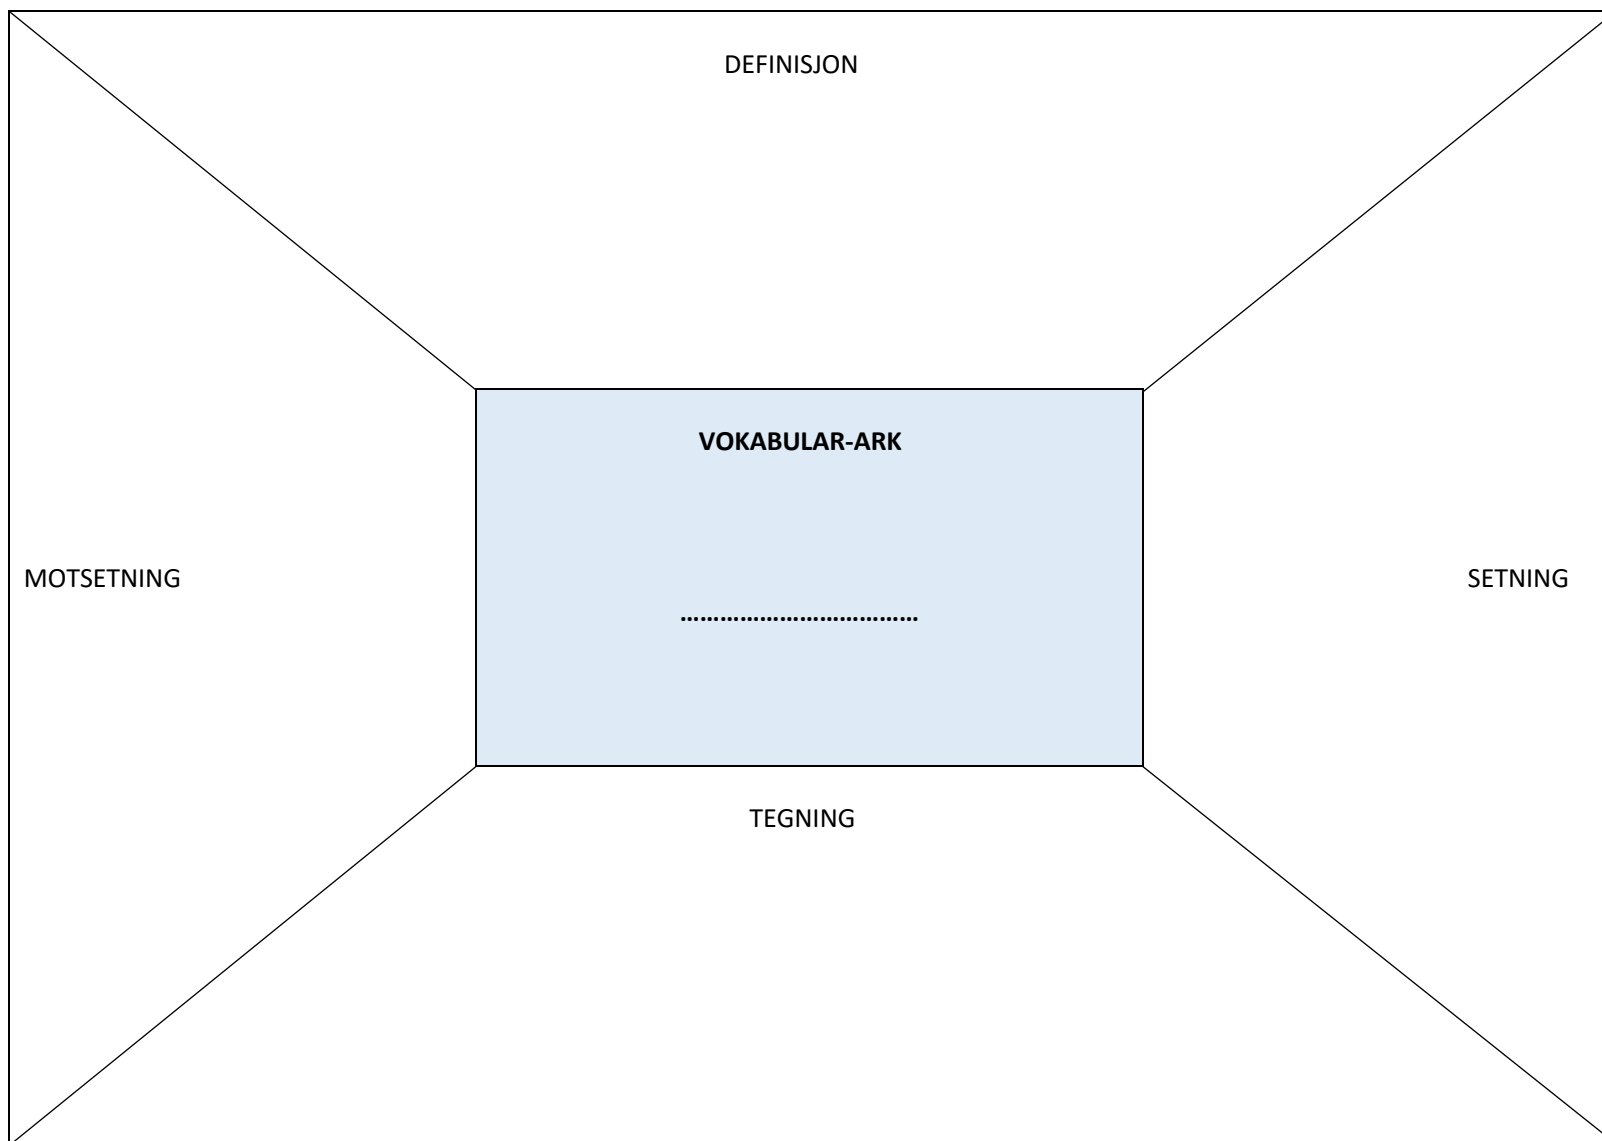 DEFINISJON
VOKABULAR-ARK
MOTSETNING
SETNING
………………………………
TEGNING